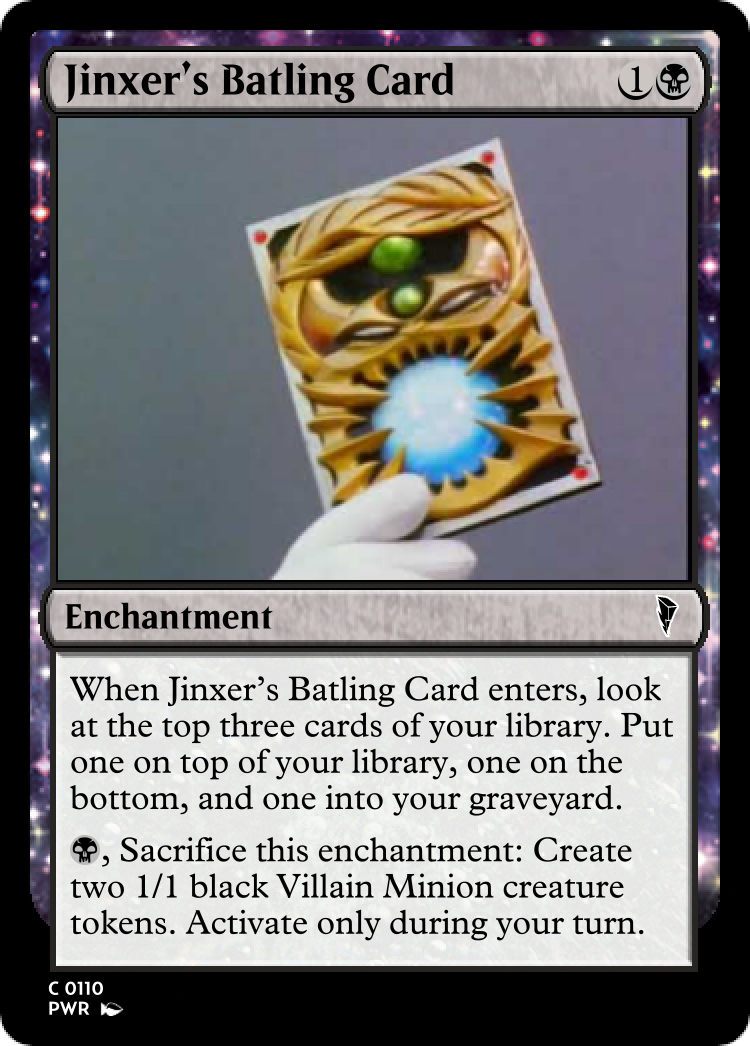 Jinxer's Batling Card 1
Enchantment
When Jinxer's Batling Card enters, look
at the top three cards of your library. Put
one on top of your library, one on the
bottom, and one into your graveyard.
, Sacrifice this enchantment: Create
two 1/1 black Villain Minion creature
tokens. Activate only during your turn.
C 0110
PWR